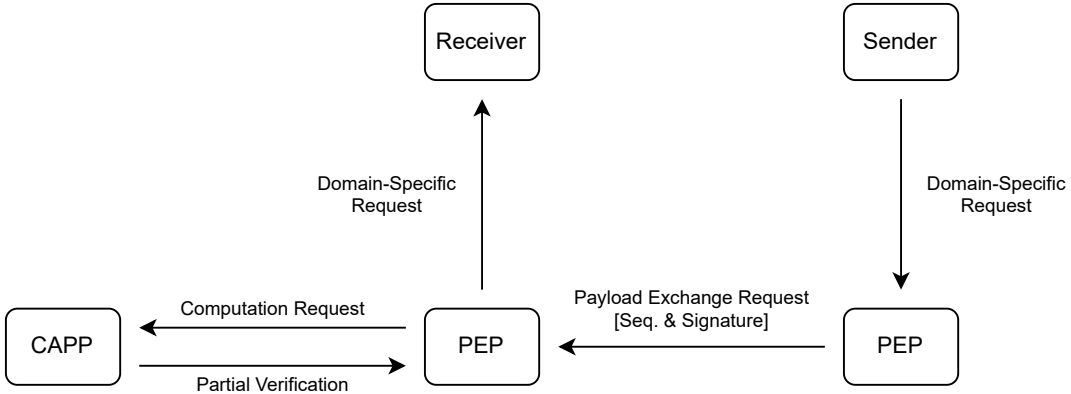 Receiver
Sender
Domain-Specific
Request
Domain-Specific
Request
Computation Request
Payload Exchange Request
[Seq. & Signature]
CAPP
PEP
PEP
Partial Verification